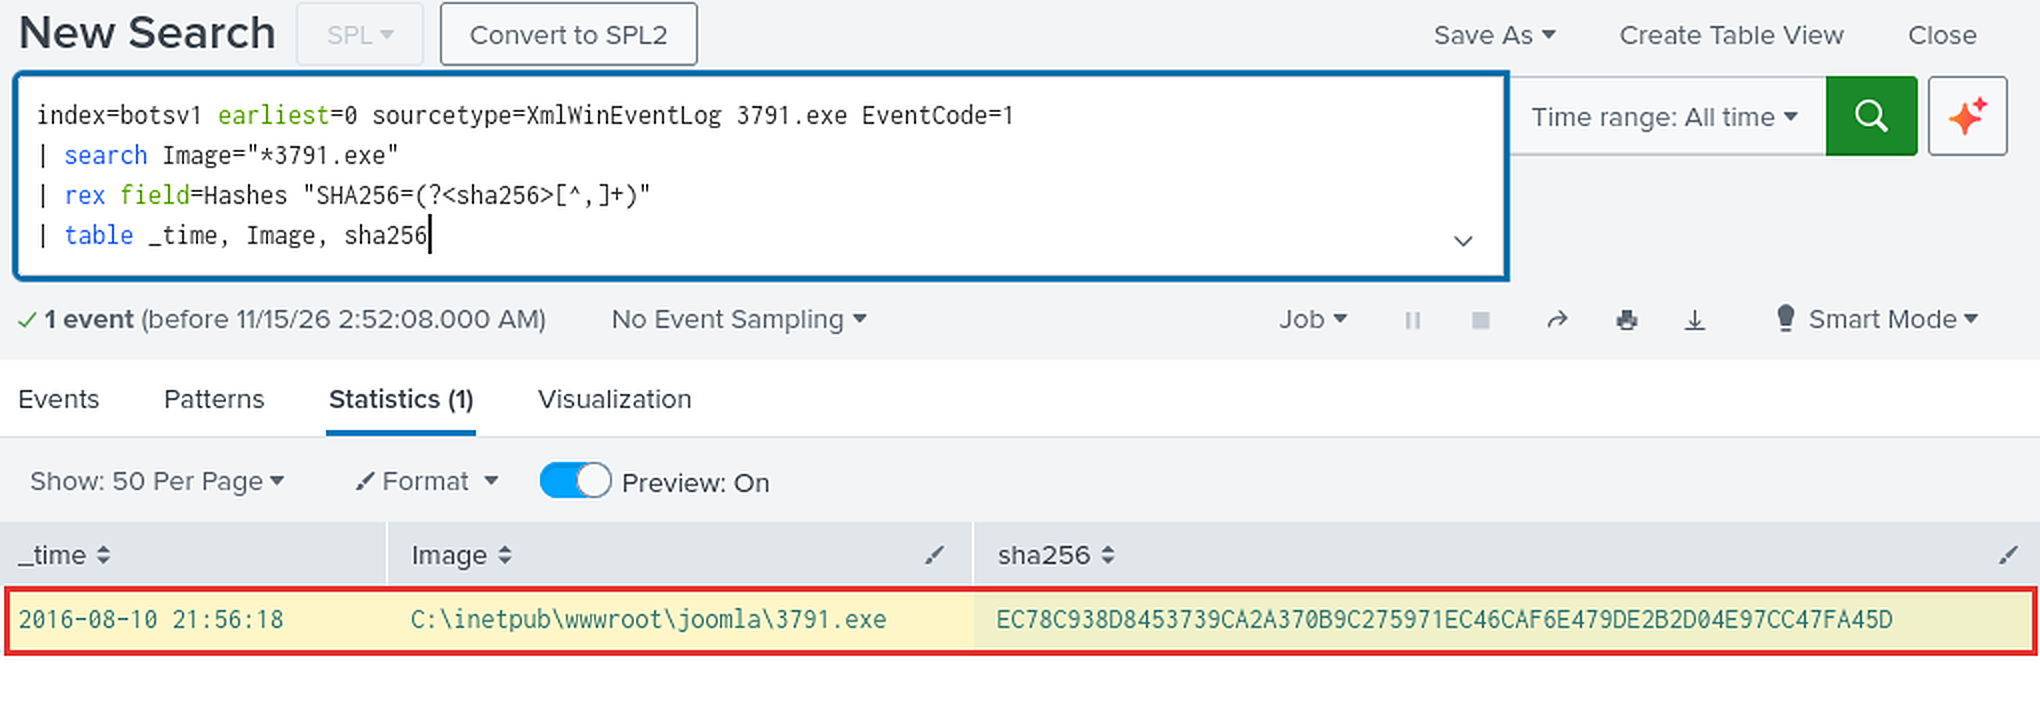 New Search SPL Convert to SPL2 Save As Create Table View Close
index=botsv1 earliest=0 sourcetype=XmlWinEventLog 3791.exe EventCode=1
| search Image="*3791.exe"
| rex field=Hashes "SHA256=(?<sha256>[^,]+)"
| table _time, Image, sha256
Time range: All time
1 event (before 11/15/26 2:52:08.000 AM) No Event Sampling Job Smart Mode
Events Patterns Statistics (1) Visualization
Show: 50 Per Page Format Preview: On
_time Image sha256
2016-08-10 21:56:18 C:\inetpub\wwwroot\joomla\3791.exe EC78C938D8453739CA2A370B9C275971EC46CAF6E479DE2B2D04E97CC47FA45D